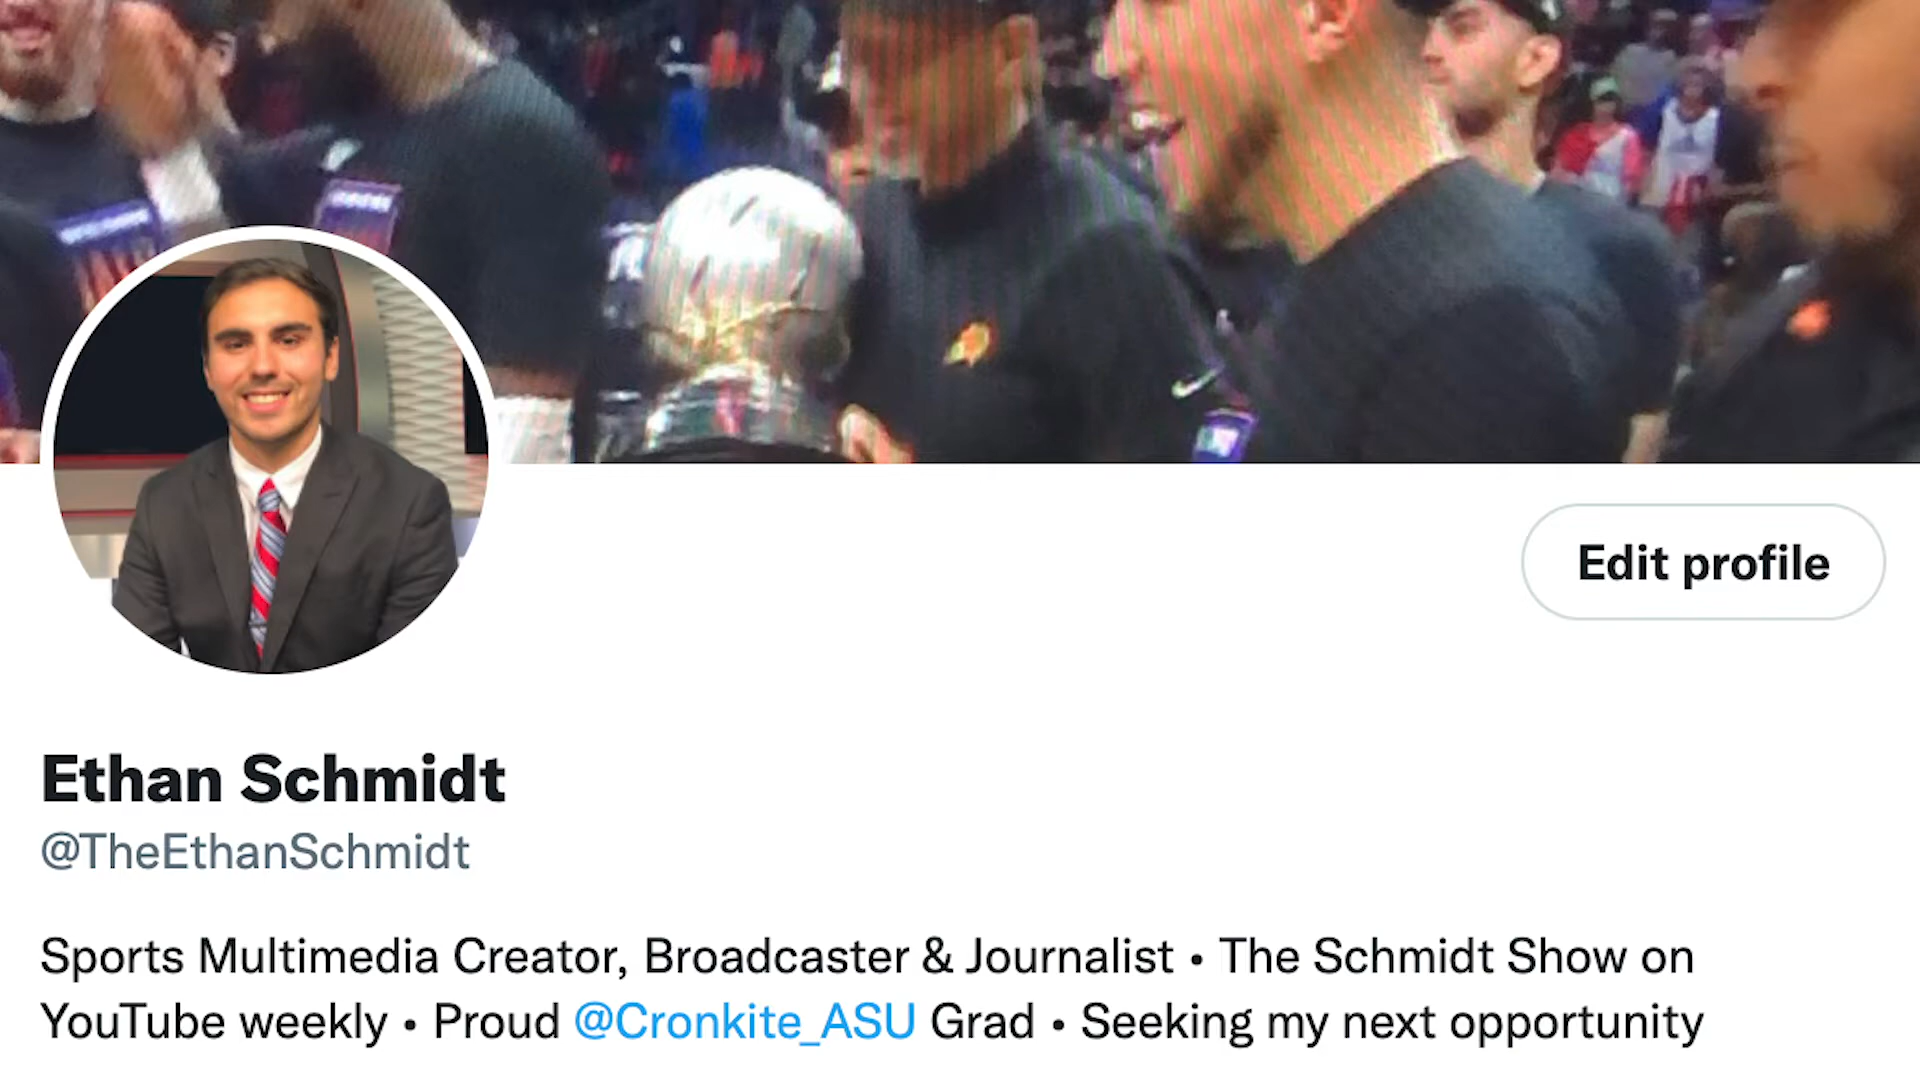 Edit profile
Ethan Schmidt
@TheEthanSchmidt
Sports Multimedia Creator, Broadcaster & Journalist • The Schmidt Show on
YouTube weekly • Proud @Cronkite_ASU Grad • Seeking my next opportunity